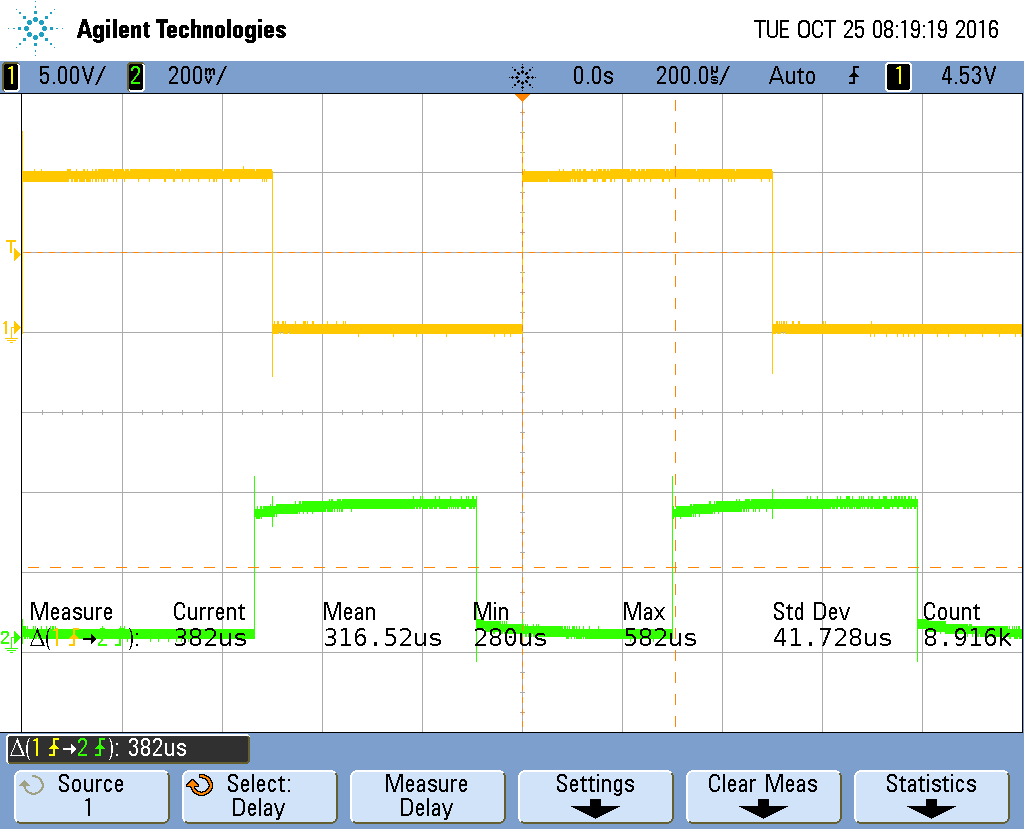 Agilent Technologies TUE OCT 25 08:19:19 2016
1 5.00V/ 2 200mV/ 0.0s 200.0us/ Auto 1 4.53V
T
1
Measure Current Mean Min Max Std Dev Count
2 Δ(1→2): 382us 316.52us 280us 582us 41.728us 8.916k
Δ(1→2): 382us
Source Select: Measure Settings Clear Meas Statistics
1 Delay Delay